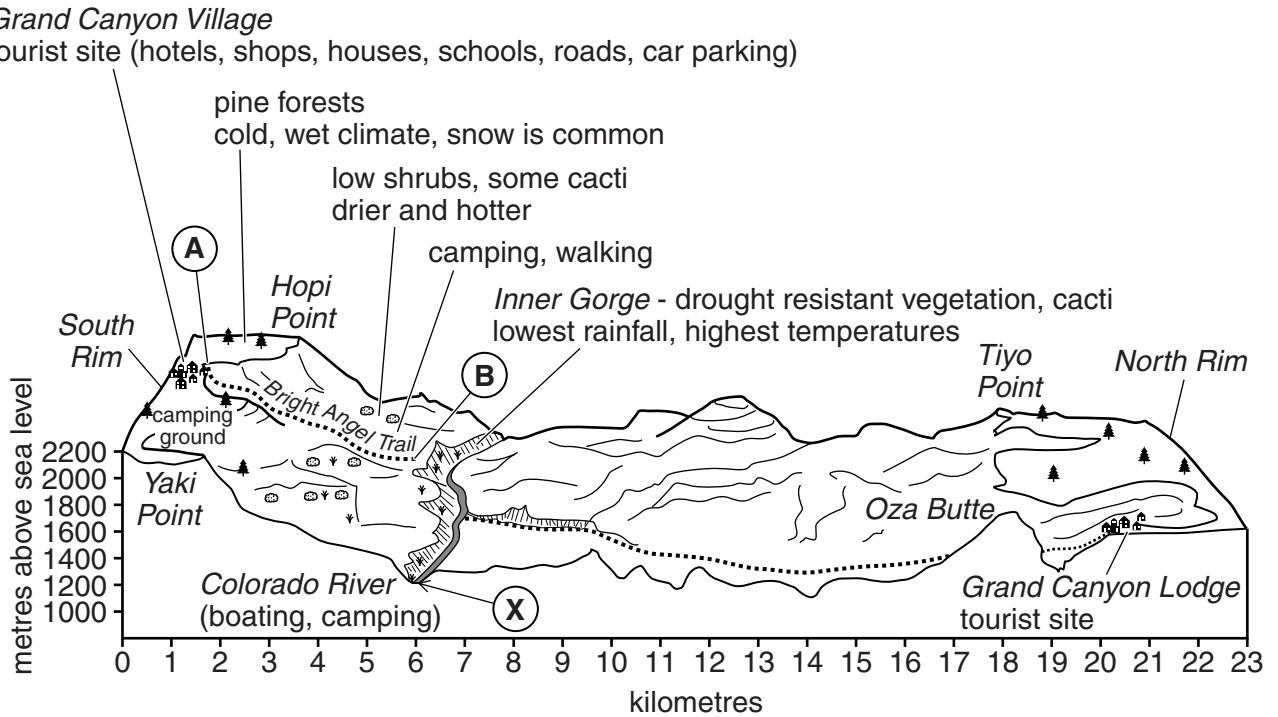 Grand Canyon Village
ourist site (hotels, shops, houses, schools, roads, car parking)
pine forests
cold, wet climate, snow is common
low shrubs, some cacti
drier and hotter
camping, walking
A
Hopi
Point
Inner Gorge - drought resistant vegetation, cacti
lowest rainfall, highest temperatures
South
Rim
B
Tiyo
Point
North Rim
Bright Angel Trail
camping
ground
metres above sea level
2200
2000
1800
1600
1400
1200
1000
Yaki
Point
Oza Butte
Colorado River
(boating, camping)
X
Grand Canyon Lodge
tourist site
0 1 2 3 4 5 6 7 8 9 10 11 12 13 14 15 16 17 18 19 20 21 22 23
kilometres